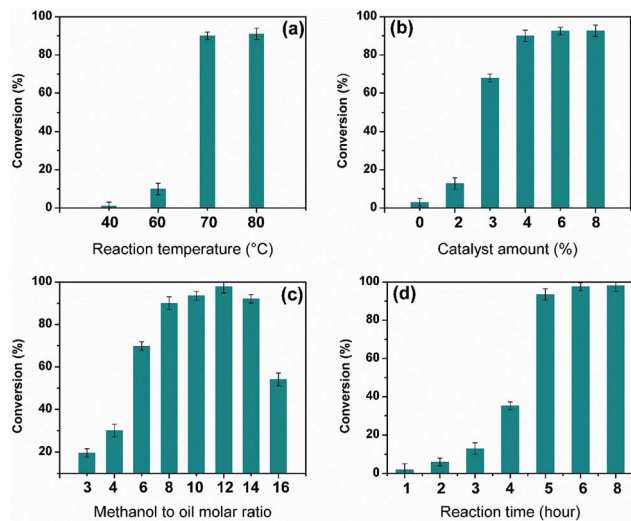 (a)
Conversion (%)
100
80
60
40
20
0
40 60 70 80
Reaction temperature (°C)
(b)
Conversion (%)
100
80
60
40
20
0
0 2 3 4 6 8
Catalyst amount (%)
(c)
Conversion (%)
100
80
60
40
20
3 4 6 8 10 12 14 16
Methanol to oil molar ratio
(d)
Conversion (%)
100
80
60
40
20
0
1 2 3 4 5 6 8
Reaction time (hour)